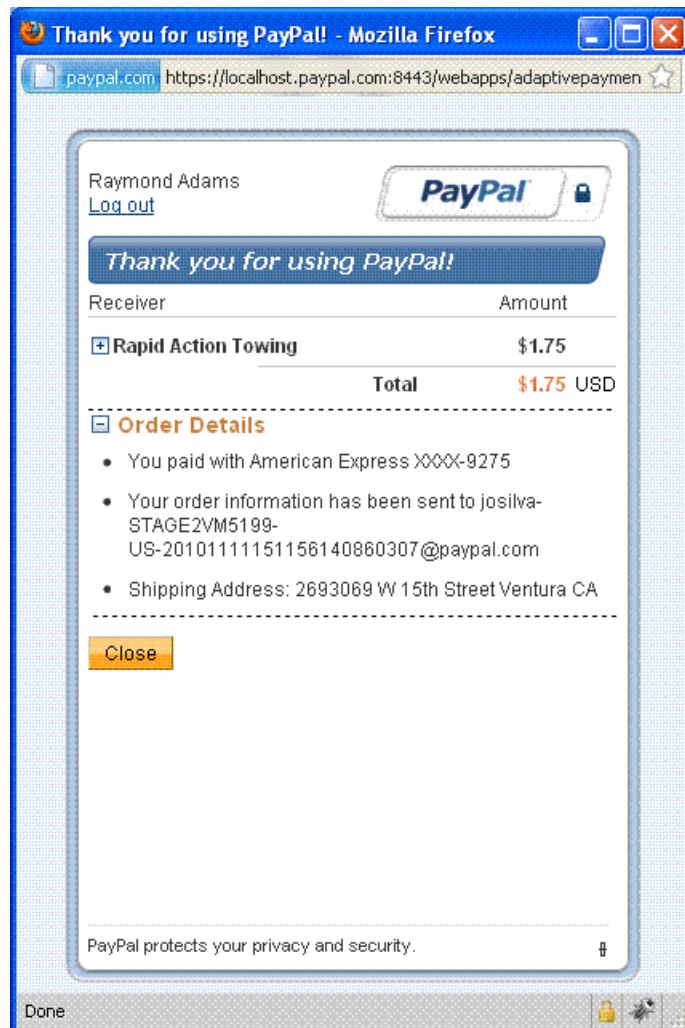 Thank you for using PayPal! - Mozilla Firefox
paypal.com https://localhost.paypal.com:8443/webapps/adaptivepaymen
Raymond Adams
PayPal
Log out
Thank you for using PayPal!
Receiver Amount
Rapid Action Towing $1.75
Total $1.75 USD
Order Details
• You paid with American Express XXXX-9275
• Your order information has been sent to josilva-
STAGE2VM5199-
US-20101111151156140860307@paypal.com
• Shipping Address: 2693069 W 15th Street Ventura CA
Close
PayPal protects your privacy and security.
Done